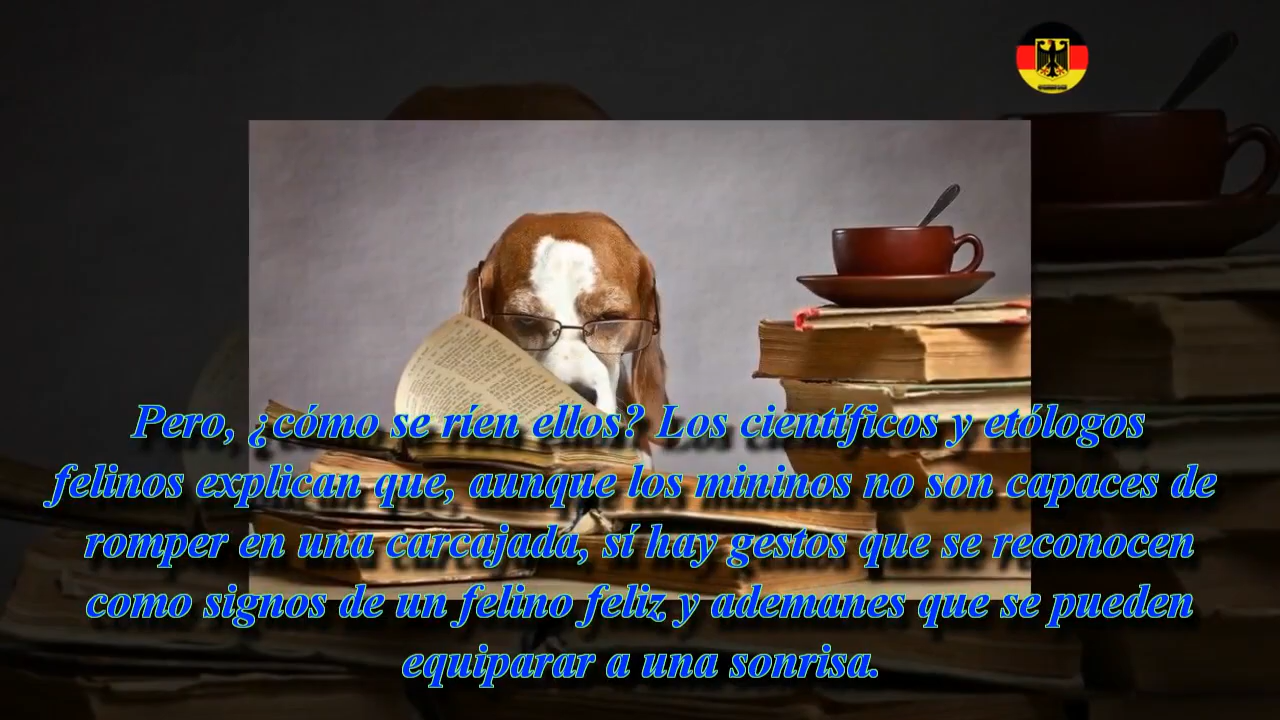 Pero, ¿cómo se ríen ellos? Los científicos y etólogos
felinos explican que, aunque los mininos no son capaces de
romper en una carcajada, sí hay gestos que se reconocen
como signos de un felino feliz y ademanes que se pueden
equiparar a una sonrisa.